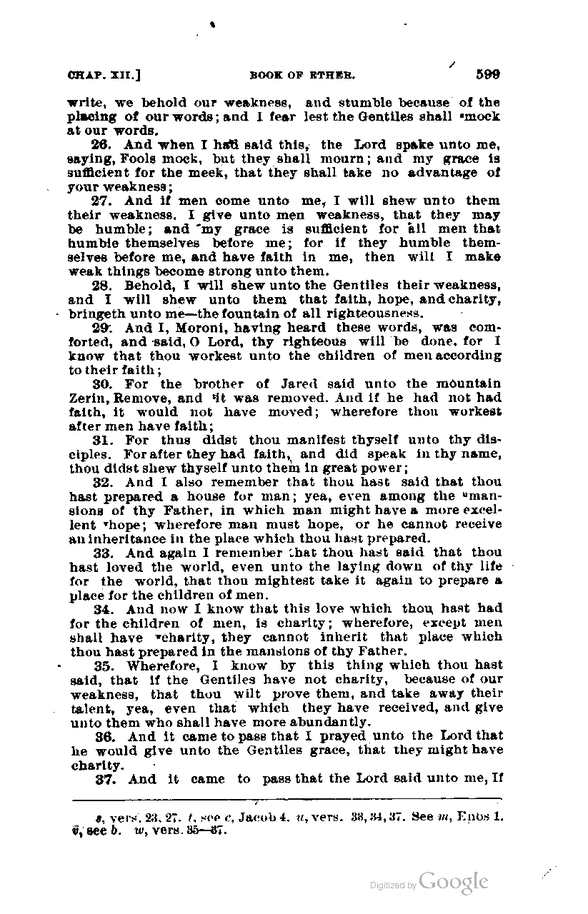 CHAP. XII.] BOOK OF ETHER. 599
write, we behold our weakness, and stumble because of the
placing of our words; and I fear lest the Gentiles shall ˢmock
at our words.
26. And when I had said this, the Lord spake unto me,
saying, Fools mock, but they shall mourn; and my grace is
sufficient for the meek, that they shall take no advantage of
your weakness;
27. And if men come unto me, I will shew unto them
their weakness. I give unto men weakness, that they may
be humble; and my grace is sufficient for all men that
humble themselves before me; for if they humble them-
selves before me, and have faith in me, then will I make
weak things become strong unto them.
28. Behold, I will shew unto the Gentiles their weakness,
and I will shew unto them that faith, hope, and charity,
bringeth unto me—the fountain of all righteousness.
29. And I, Moroni, having heard these words, was com-
forted, and said, O Lord, thy righteous will be done. for I
know that thou workest unto the children of men according
to their faith;
30. For the brother of Jared said unto the mountain
Zerin, Remove, and ᵗit was removed. And if he had not had
faith, it would not have moved; wherefore thou workest
after men have faith;
31. For thus didst thou manifest thyself unto thy dis-
ciples. For after they had faith, and did speak in thy name,
thou didst shew thyself unto them in great power;
32. And I also remember that thou hast said that thou
hast prepared a house for man; yea, even among the ᵘman-
sions of thy Father, in which man might have a more excel-
lent ᵛhope; wherefore man must hope, or he cannot receive
an inheritance in the place which thou hast prepared.
33. And again I remember that thou hast said that thou
hast loved the world, even unto the laying down of thy life
for the world, that thou mightest take it again to prepare a
place for the children of men.
34. And now I know that this love which thou hast had
for the children of men, is charity; wherefore, except men
shall have ʷcharity, they cannot inherit that place which
thou hast prepared in the mansions of thy Father.
35. Wherefore, I know by this thing which thou hast
said, that if the Gentiles have not charity, because of our
weakness, that thou wilt prove them, and take away their
talent, yea, even that which they have received, and give
unto them who shall have more abundantly.
36. And it came to pass that I prayed unto the Lord that
he would give unto the Gentiles grace, that they might have
charity.
37. And it came to pass that the Lord said unto me, If
s, vers. 23, 27. t, see c, Jacob 4. u, vers. 33, 34, 37. See m, Enos 1.
v, see b. w, vers. 35—37.
Digitized by Google